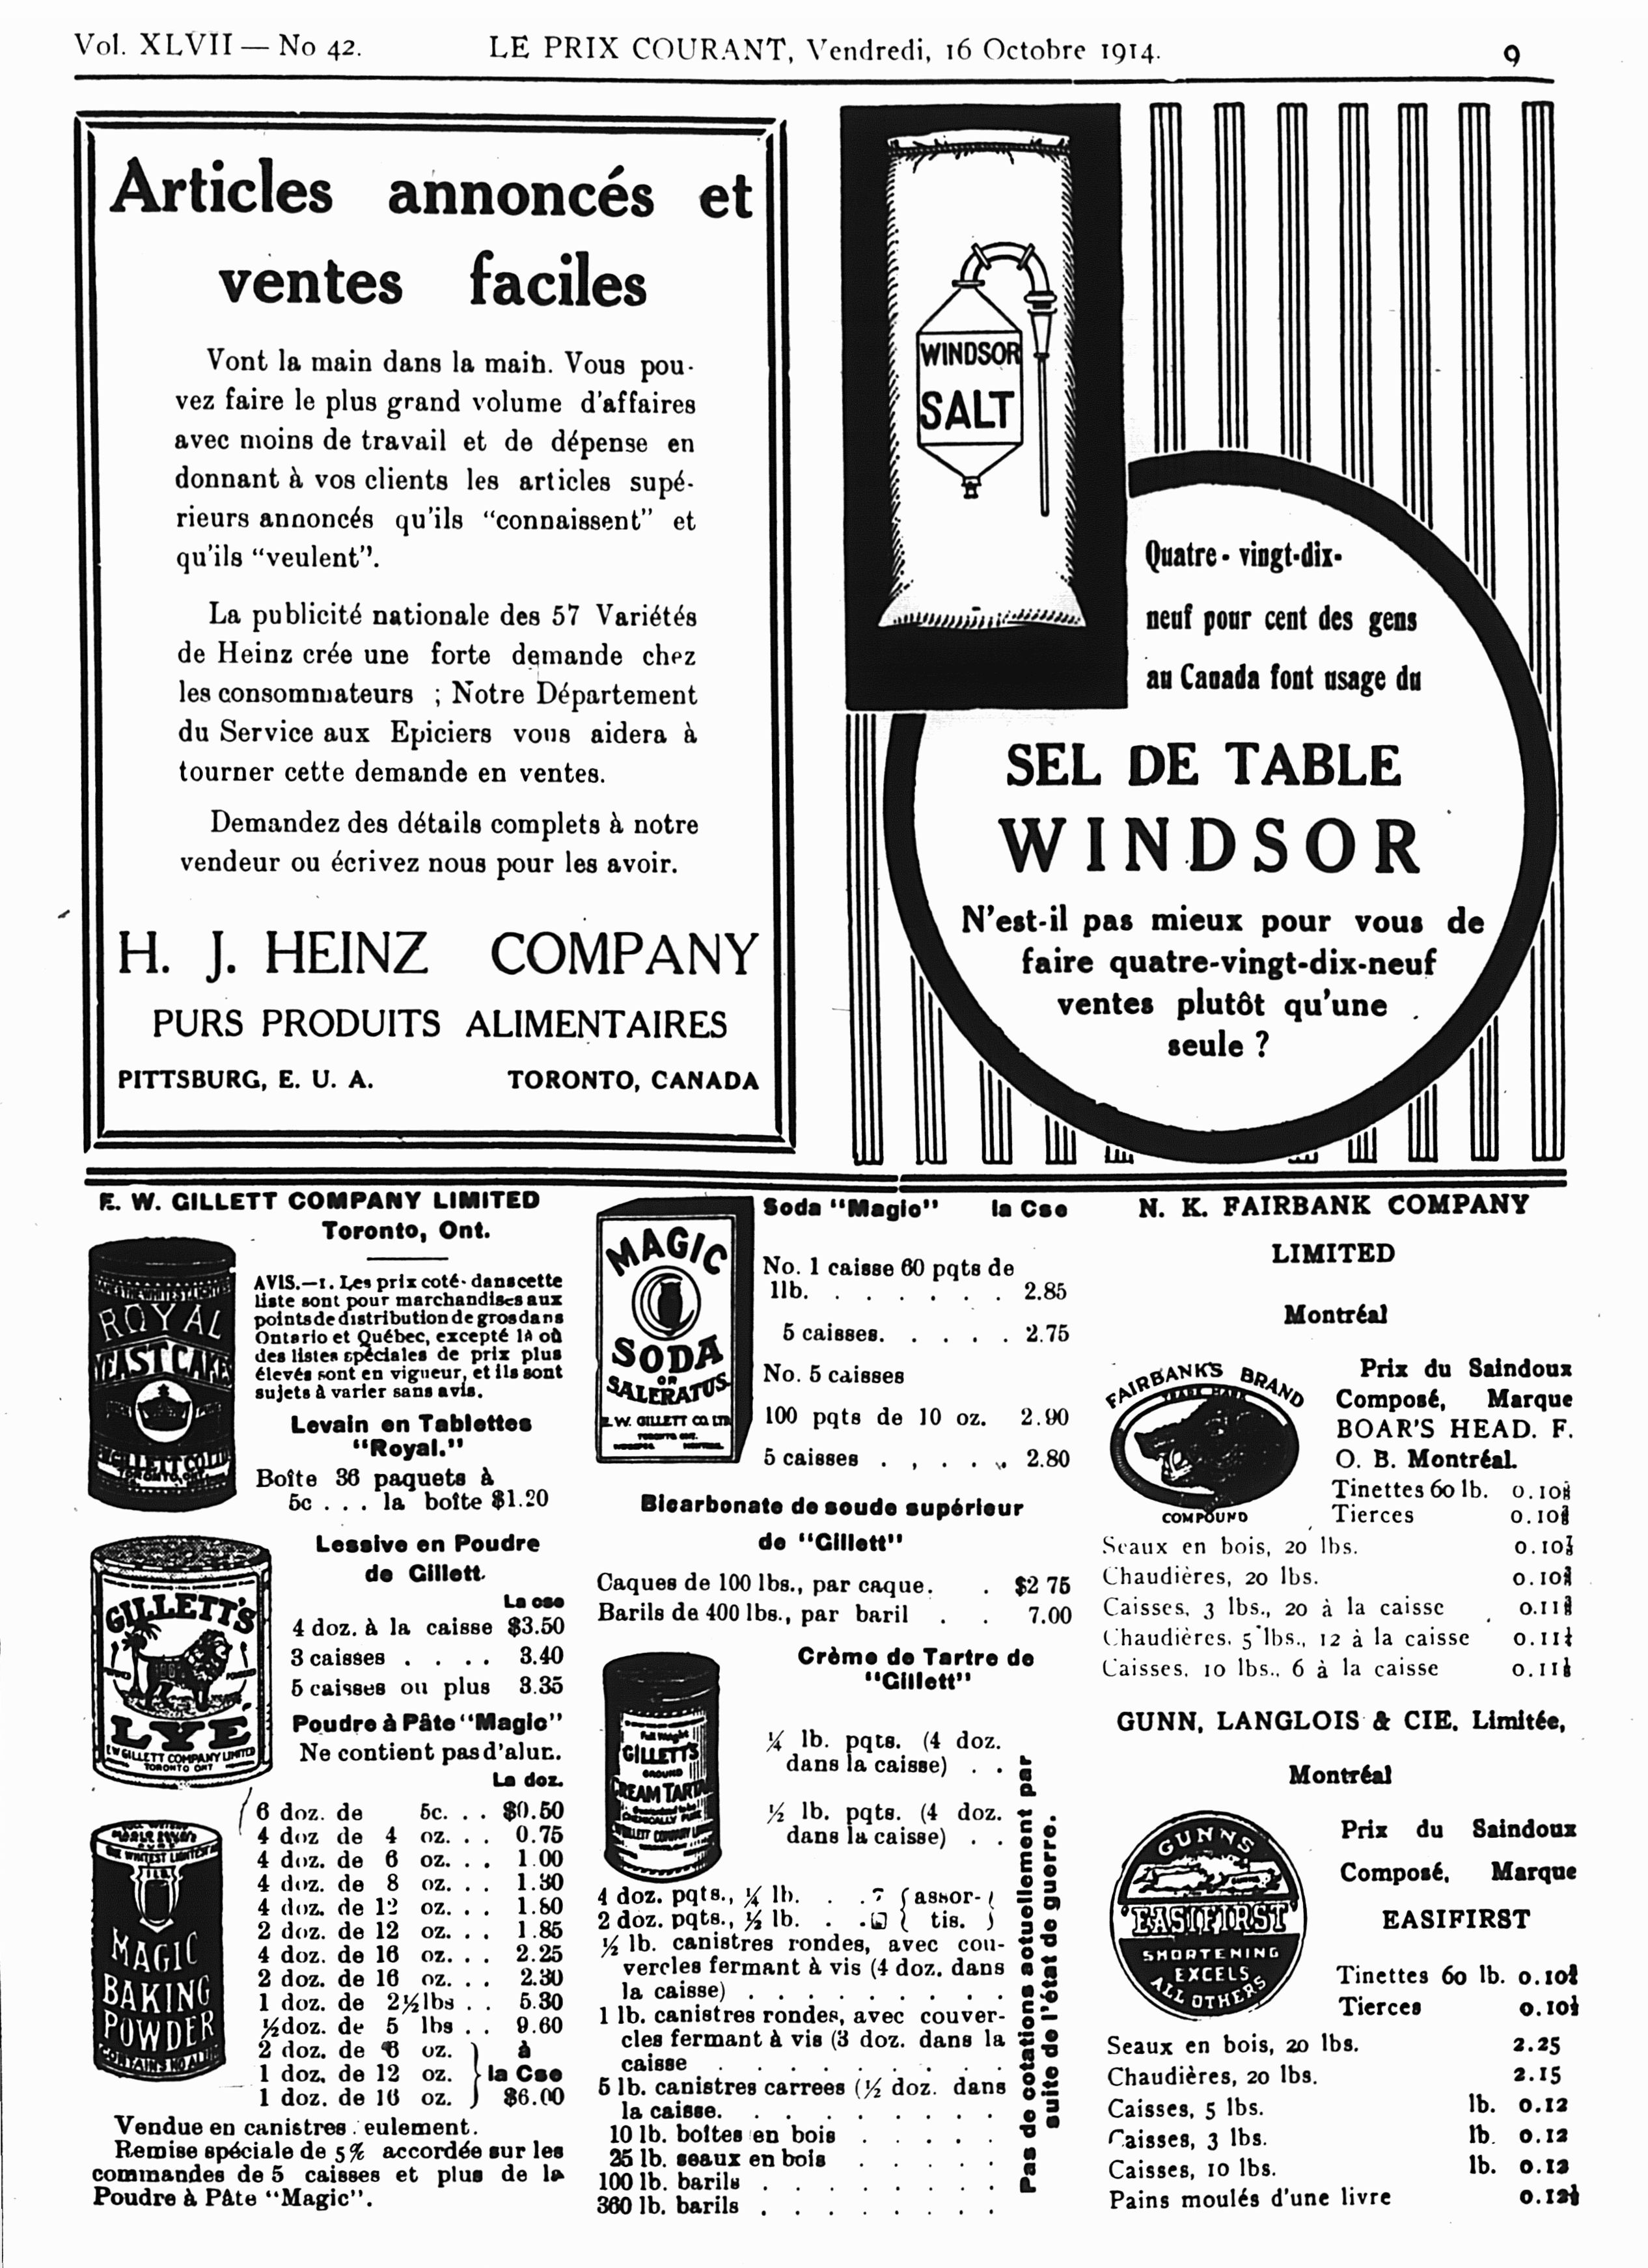 Vol. XLVII — No 42.
LE PRIX COURANT, Vendredi, 16 Octobre 1914.
9
Articles annoncés et
ventes faciles
Vont la main dans la main. Vous pou-
vez faire le plus grand volume d'affaires
avec moins de travail et de dépense en
donnant à vos clients les articles supé-
rieurs annoncés qu'ils "connaissent" et
qu'ils "veulent".
La publicité nationale des 57 Variétés
de Heinz crée une forte demande chez
les consommateurs ; Notre Département
du Service aux Epiciers vous aidera à
tourner cette demande en ventes.
Demandez des détails complets à notre
vendeur ou écrivez nous pour les avoir.
H. J. HEINZ COMPANY
PURS PRODUITS ALIMENTAIRES
PITTSBURG, E. U. A. TORONTO, CANADA
WINDSOR
SALT
Quatre - vingt-dix-
neuf pour cent des gens
au Canada font usage du
SEL DE TABLE
WINDSOR
N'est-il pas mieux pour vous de
faire quatre-vingt-dix-neuf
ventes plutôt qu'une
seule ?
E. W. GILLETT COMPANY LIMITED
Toronto, Ont.
ROYAL
YEAST CAKES
AVIS.—1. Les prix coté· dans cette
liste sont pour marchandises aux
points de distribution de gros dans
Ontario et Québec, excepté là où
des listes spéciales de prix plus
élevés sont en vigueur, et ils sont
sujets à varier sans avis.
Levain en Tablettes
"Royal."
Boîte 36 paquets à
5c . . . la boîte $1.20
GILLETT'S
LYE
E.W. GILLETT COMPANY LIMITED
TORONTO ONT
Lessive en Poudre
de Gillett.
La cse
4 doz. à la caisse $3.50
3 caisses . . . . 3.40
5 caisses ou plus 3.35
Poudre à Pâte "Magic"
Ne contient pas d'alun.
La doz.
MAGIC
BAKING
POWDER
CONTAINS NO ALUM
6 doz. de 5c. . . $0.50
4 doz de 4 oz. . . 0.75
4 doz. de 6 oz. . . 1.00
4 doz. de 8 oz. . . 1.30
4 doz. de 12 oz. . . 1.80
2 doz. de 12 oz. . . 1.85
4 doz. de 16 oz. . . 2.25
2 doz. de 16 oz. . . 2.30
1 doz. de 2½ lbs . . 5.30
½ doz. de 5 lbs . . 9.60
2 doz. de 6 oz. } à
1 doz. de 12 oz. } la Cse
1 doz. de 16 oz. } $6.00
Vendue en canistres eulement.
Remise spéciale de 5% accordée sur les
commandes de 5 caisses et plus de la
Poudre à Pâte "Magic".
MAGIC
SODA
OR
SALERATUS
E.W. GILLETT CO. LTD.
Soda "Magic" la Cse
No. 1 caisse 60 pqts de
1lb. . . . . . . 2.85
5 caisses. . . . . 2.75
No. 5 caisses
100 pqts de 10 oz. 2.90
5 caisses . . . . . 2.80
Bicarbonate de soude supérieur
de "Gillett"
Caques de 100 lbs., par caque. . $2 75
Barils de 400 lbs., par baril . . 7.00
GILLETT'S
GROUND
CREAM TARTAR
Crème de Tartre de
"Gillett"
¼ lb. pqts. (4 doz.
dans la caisse) . .
½ lb. pqts. (4 doz.
dans la caisse) . .
4 doz. pqts., ¼ lb. . . { assor- }
2 doz. pqts., ½ lb. . . { tis. }
½ lb. canistres rondes, avec cou-
vercles fermant à vis (4 doz. dans
la caisse) . . . . . . . .
1 lb. canistres rondes, avec couver-
cles fermant à vis (3 doz. dans la
caisse . . . . . . . . .
5 lb. canistres carrees (½ doz. dans
la caisse. . . . . . . . .
10 lb. boîtes en bois . . . . .
25 lb. seaux en bois . . . . .
100 lb. barils . . . . . . . .
360 lb. barils . . . . . . . .
Pas de cotations actuellement par
suite de l'état de guerre.
N. K. FAIRBANK COMPANY
LIMITED
Montréal
FAIRBANK'S BRAND
TRADE MARK
COMPOUND
Prix du Saindoux
Composé, Marque
BOAR'S HEAD. F.
O. B. Montréal.
Tinettes 60 lb.
Tierces
Seaux en bois, 20 lbs.
Chaudières, 20 lbs.
Caisses, 3 lbs., 20 à la caisse
Chaudières, 5 lbs., 12 à la caisse
Caisses, 10 lbs., 6 à la caisse
GUNN, LANGLOIS & CIE, Limitée,
Montréal
GUNN'S
"EASIFIRST"
SHORTENING
EXCELS
ALL OTHERS
Prix du Saindoux
Composé, Marque
EASIFIRST
Tinettes 60 lb.
Tierces
Seaux en bois, 20 lbs. 2.25
Chaudières, 20 lbs. 2.15
Caisses, 5 lbs. lb. 0.12
Caisses, 3 lbs. lb. 0.12
Caisses, 10 lbs. lb. 0.12
Pains moulés d'une livre